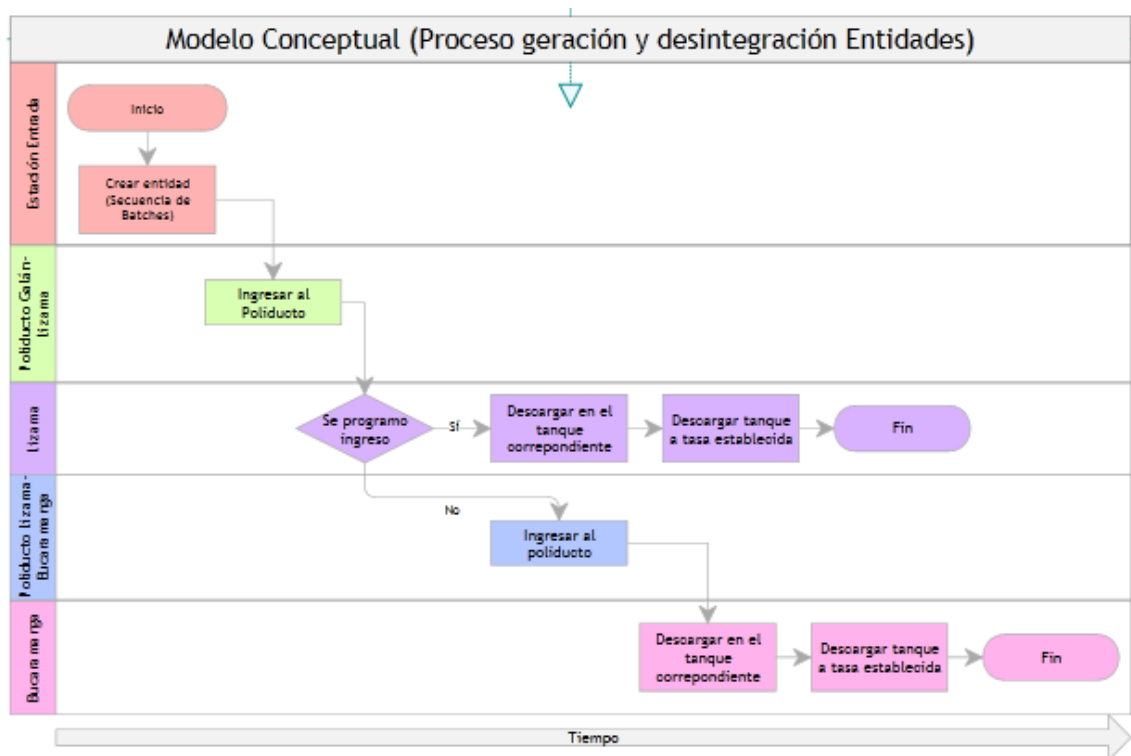 Modelo Conceptual (Proceso geración y desintegración Entidades)
Estación Entrada
Inicio
Crear entidad
(Secuencia de
Batches)
Poliducto Galán-
Lizama
Ingresar al
Poliducto
Lizama
Se programo
ingreso
Sí
Descargar en el
tanque
correpondiente
Descargar tanque
a tasa establecida
Fin
No
Poliducto Lizama-
Bucaramarga
Ingresar al
poliducto
Bucaramarga
Descargar en el
tanque
correpondiente
Descargar tanque
a tasa establecida
Fin
Tiempo